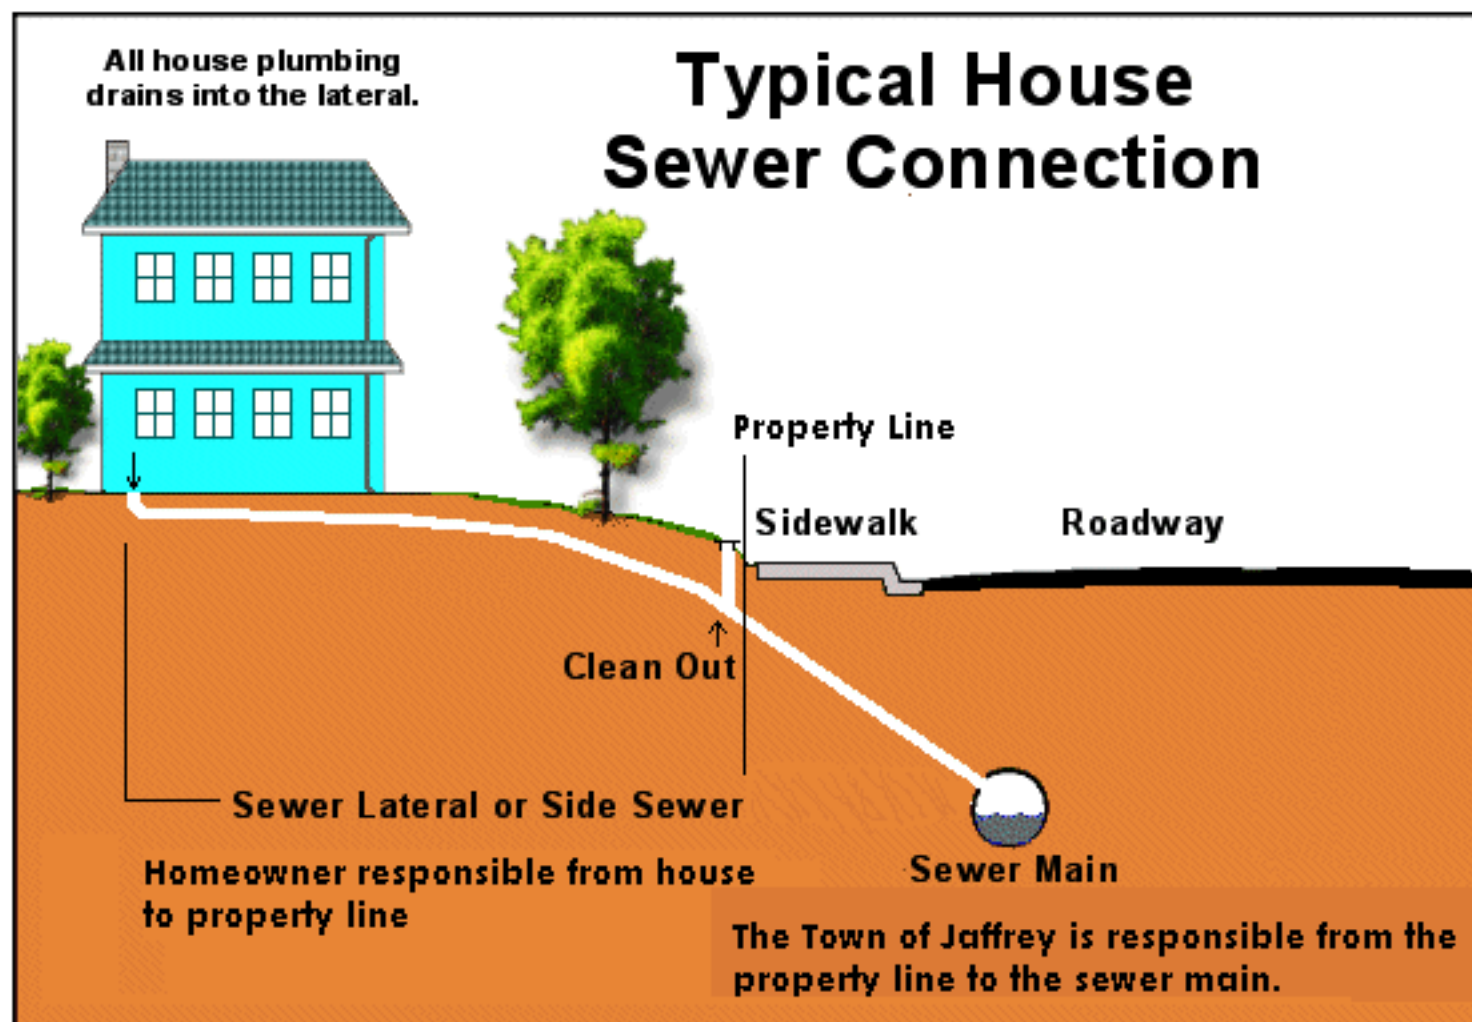 All house plumbing
drains into the lateral.
Typical House
Sewer Connection
Property Line
Sidewalk
Roadway
Clean Out
Sewer Lateral or Side Sewer
Sewer Main
Homeowner responsible from house
to property line
The Town of Jaffrey is responsible from the
property line to the sewer main.